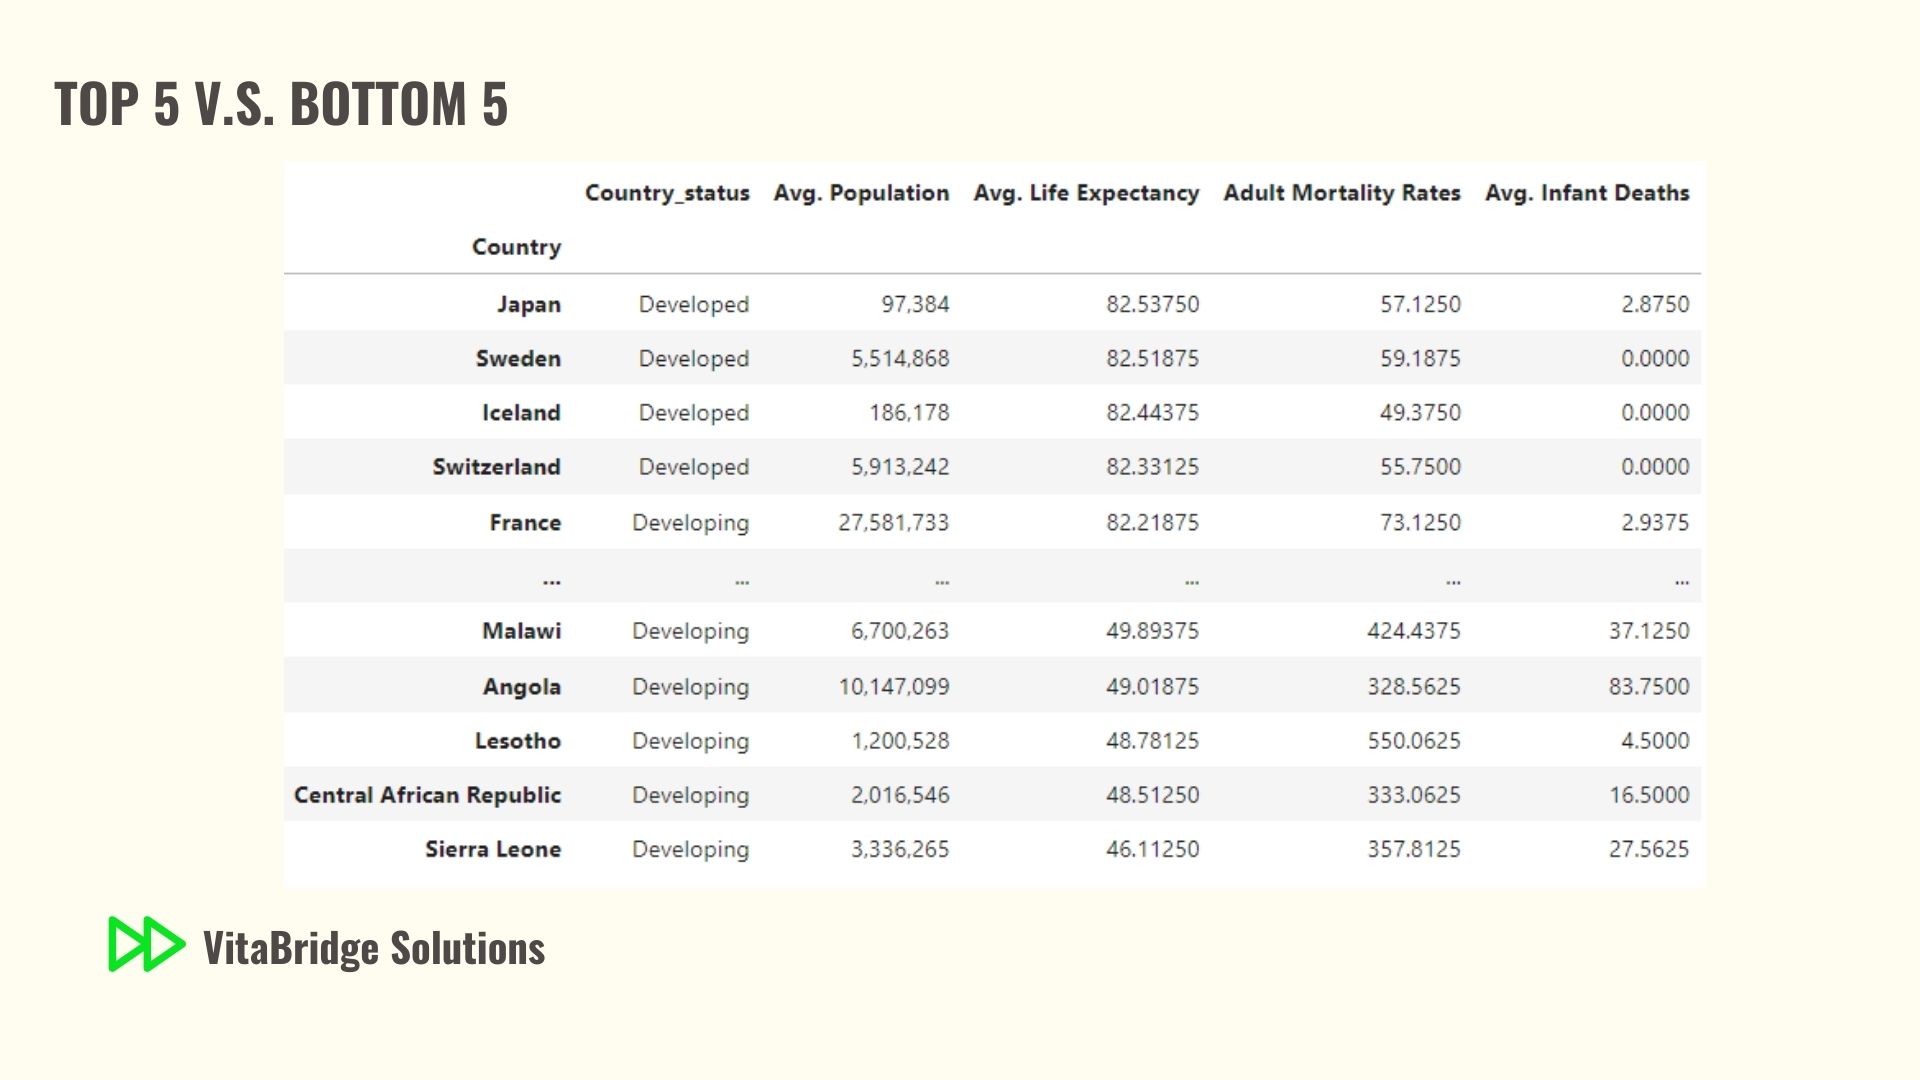 TOP 5 V.S. BOTTOM 5
Country_status Avg. Population Avg. Life Expectancy Adult Mortality Rates Avg. Infant Deaths
Country
Japan Developed 97,384 82.53750 57.1250 2.8750
Sweden Developed 5,514,868 82.51875 59.1875 0.0000
Iceland Developed 186,178 82.44375 49.3750 0.0000
Switzerland Developed 5,913,242 82.33125 55.7500 0.0000
France Developing 27,581,733 82.21875 73.1250 2.9375
... ... ... ... ... ...
Malawi Developing 6,700,263 49.89375 424.4375 37.1250
Angola Developing 10,147,099 49.01875 328.5625 83.7500
Lesotho Developing 1,200,528 48.78125 550.0625 4.5000
Central African Republic Developing 2,016,546 48.51250 333.0625 16.5000
Sierra Leone Developing 3,336,265 46.11250 357.8125 27.5625
VitaBridge Solutions